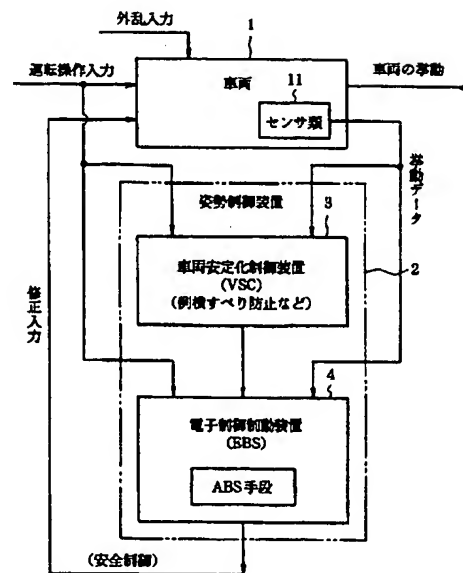 外乱入力
1
運転操作入力
車両
車両の挙動
11
センサ類
挙動データ
姿勢制御装置
3
2
車両安定化制御装置
(VSC)
(例横すべり防止など)
修正入力
4
電子制御制動装置
(EBS)
ABS手段
(安全制御)